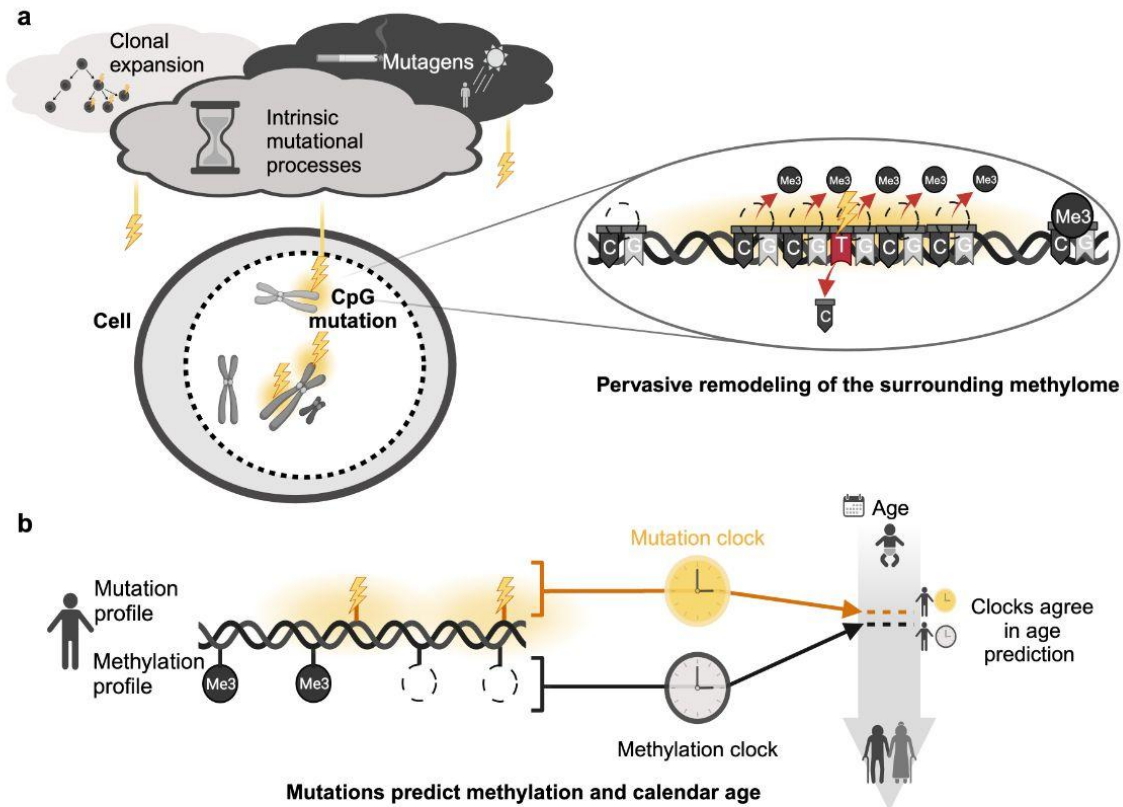 a
Clonal
expansion
Mutagens
Intrinsic
mutational
processes
Me3 Me3 Me3 Me3 Me3
Me3
C G C G C G T G C G C G C G
C
Cell
CpG
mutation
Pervasive remodeling of the surrounding methylome
b
Age
Mutation clock
Mutation
profile
Methylation
profile
Me3 Me3
Clocks agree
in age
prediction
Methylation clock
Mutations predict methylation and calendar age